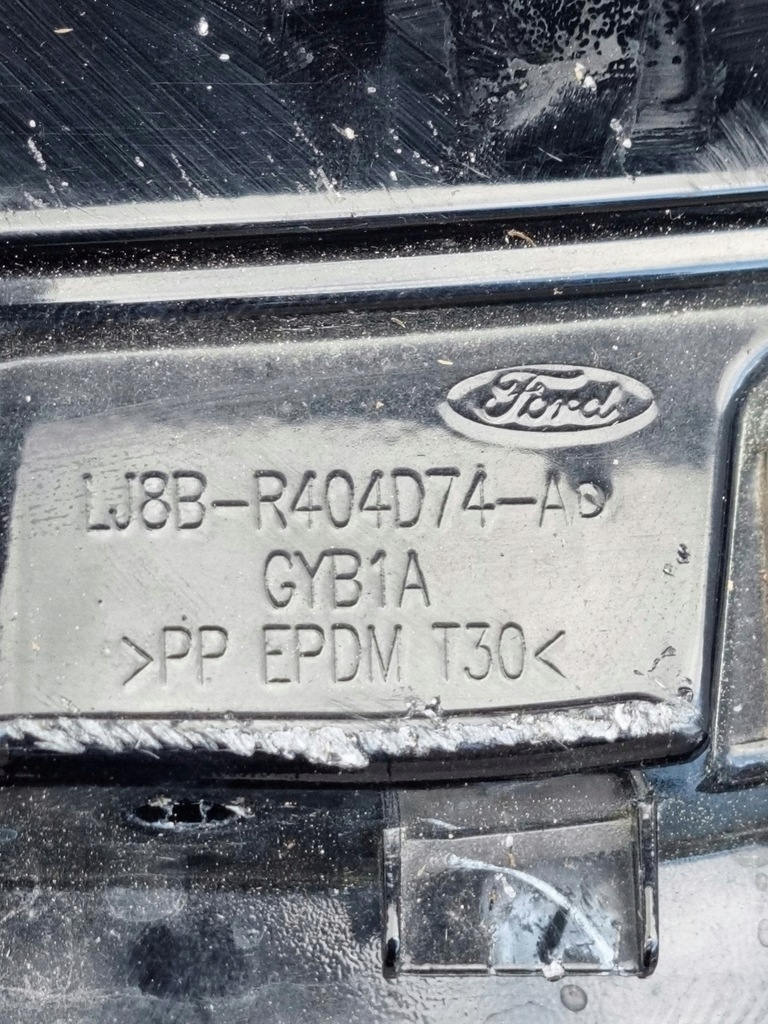 Ford
LJ8B-R404D74-AD
GYB1A
>PP EPDM T30<